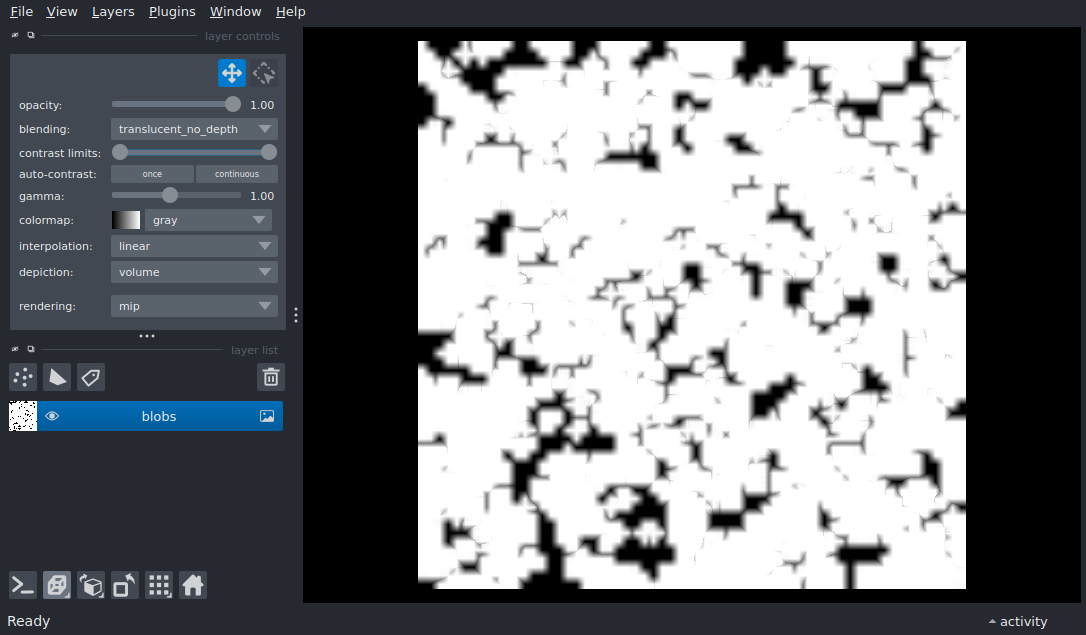 File View Layers Plugins Window Help
layer controls
opacity: 1.00
blending: translucent_no_depth
contrast limits:
auto-contrast: once continuous
gamma: 1.00
colormap: gray
interpolation: linear
depiction: volume
rendering: mip
layer list
blobs
Ready activity